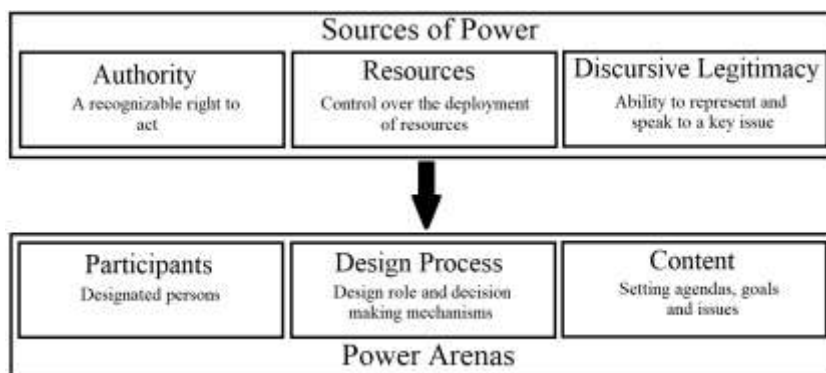 Sources of Power
Authority
A recognizable right to
act
Resources
Control over the deployment
of resources
Discursive Legitimacy
Ability to represent and
speak to a key issue
Participants
Designated persons
Design Process
Design role and decision
making mechanisms
Content
Setting agendas, goals
and issues
Power Arenas